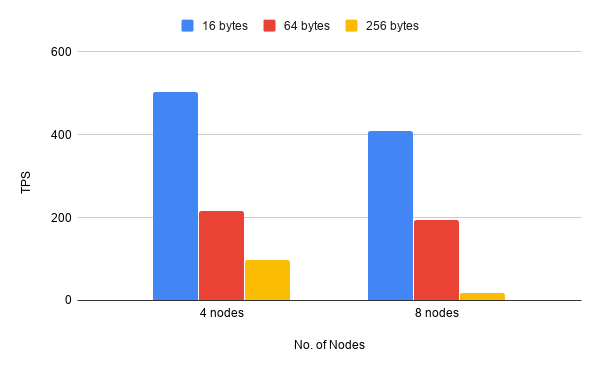 16 bytes 64 bytes 256 bytes
600
400
200
0
TPS
4 nodes 8 nodes
No. of Nodes